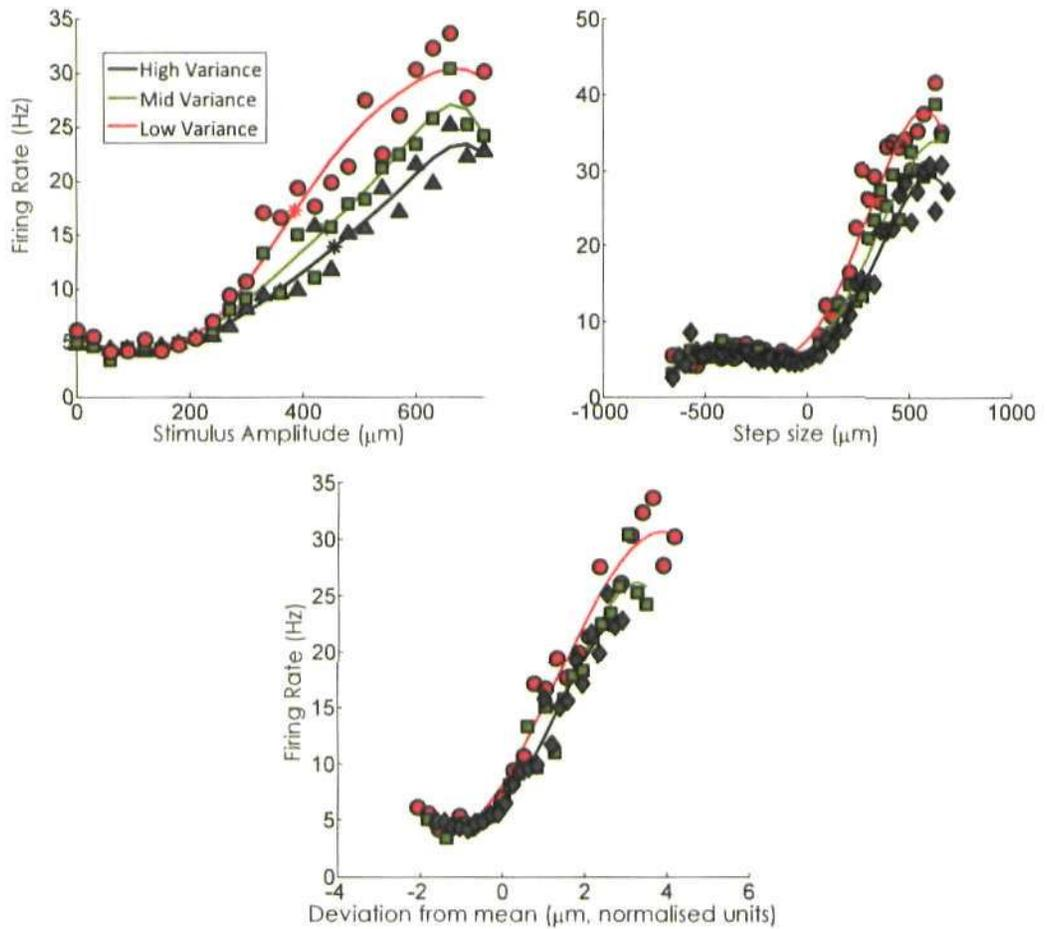 35
30
25
20
15
10
5
0
Firing Rate (Hz)
High Variance
Mid Variance
Low Variance
0 200 400 600
Stimulus Amplitude (μm)
50
40
30
20
10
0
-1000 -500 0 500 1000
Step size (μm)
35
30
25
20
15
10
5
0
Firing Rate (Hz)
-4 -2 0 2 4 6
Deviation from mean (μm, normalised units)